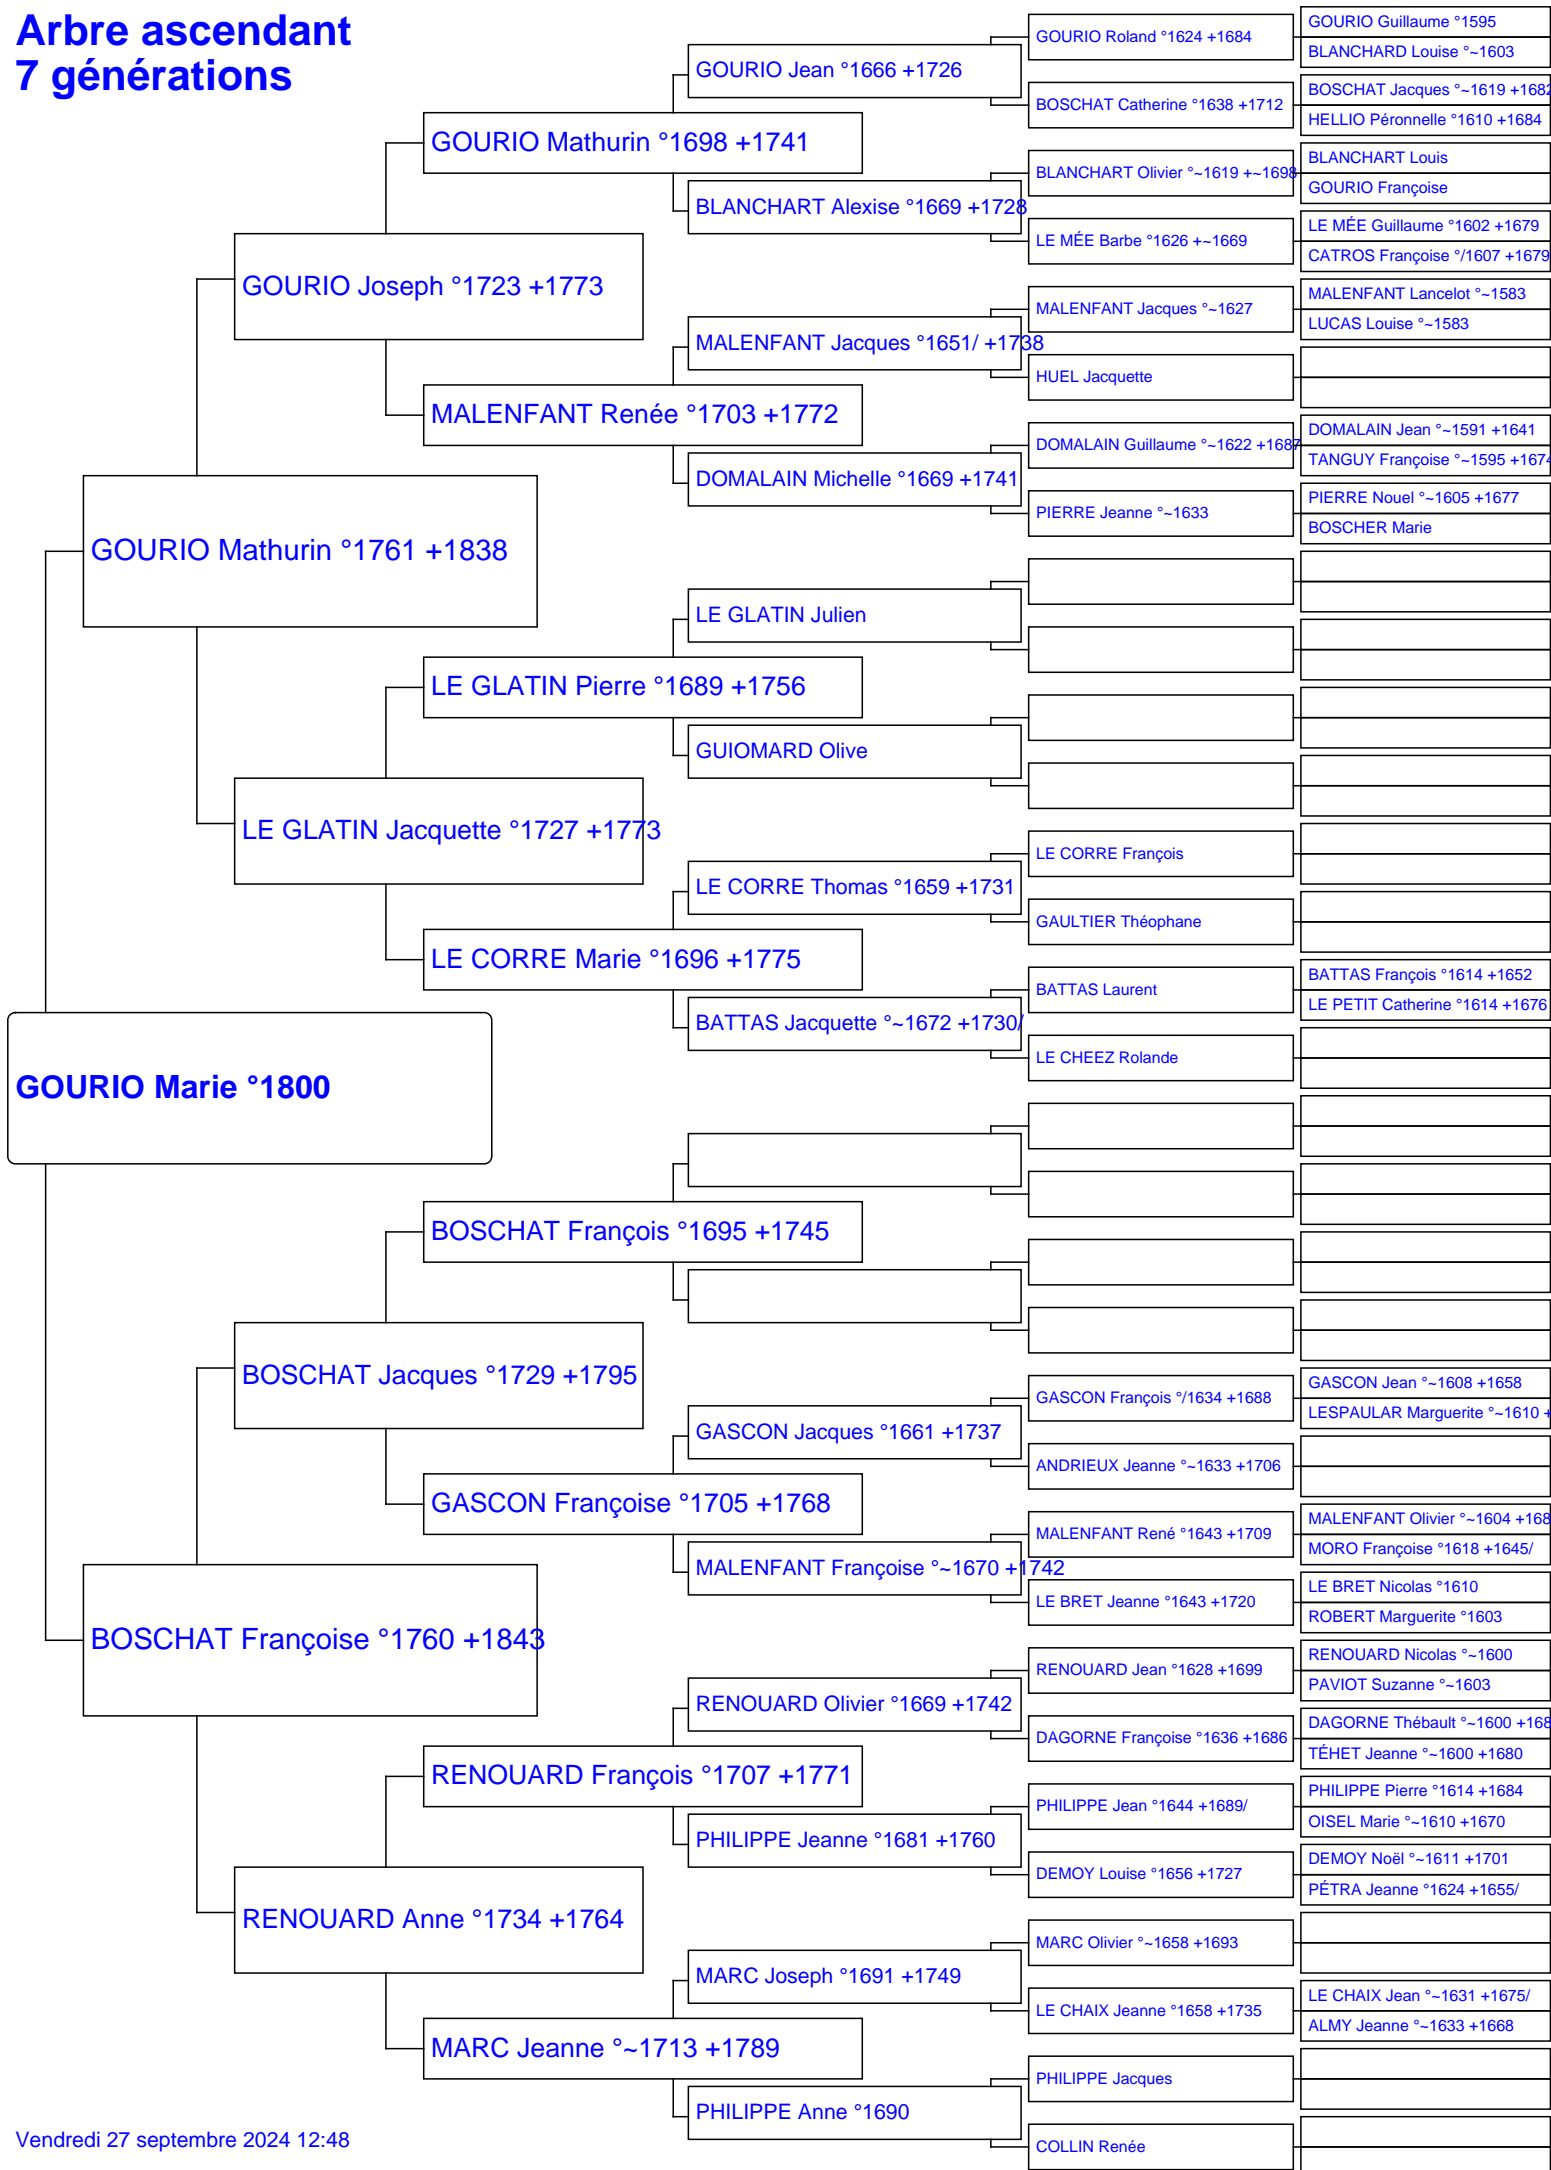 Arbre ascendant
7 générations
GOURIO Marie °1800
GOURIO Mathurin °1761 +1838
BOSCHAT Françoise °1760 +1843
GOURIO Joseph °1723 +1773
LE GLATIN Jacquette °1727 +1773
BOSCHAT Jacques °1729 +1795
RENOUARD Anne °1734 +1764
GOURIO Mathurin °1698 +1741
MALENFANT Renée °1703 +1772
LE GLATIN Pierre °1689 +1756
LE CORRE Marie °1696 +1775
BOSCHAT François °1695 +1745
GASCON Françoise °1705 +1768
RENOUARD François °1707 +1771
MARC Jeanne °~1713 +1789
GOURIO Jean °1666 +1726
BLANCHART Alexise °1669 +1728
MALENFANT Jacques °1651/ +1738
DOMALAIN Michelle °1669 +1741
LE GLATIN Julien
GUIOMARD Olive
LE CORRE Thomas °1659 +1731
BATTAS Jacquette °~1672 +1730/
GASCON Jacques °1661 +1737
MALENFANT Françoise °~1670 +1742
RENOUARD Olivier °1669 +1742
PHILIPPE Jeanne °1681 +1760
MARC Joseph °1691 +1749
PHILIPPE Anne °1690
GOURIO Roland °1624 +1684
BOSCHAT Catherine °1638 +1712
BLANCHART Olivier °~1619 +~1698
LE MÉE Barbe °1626 +~1669
MALENFANT Jacques °~1627
HUEL Jacquette
DOMALAIN Guillaume °~1622 +1687
PIERRE Jeanne °~1633
LE CORRE François
GAULTIER Théophane
BATTAS Laurent
LE CHEEZ Rolande
GASCON François °/1634 +1688
ANDRIEUX Jeanne °~1633 +1706
MALENFANT René °1643 +1709
LE BRET Jeanne °1643 +1720
RENOUARD Jean °1628 +1699
DAGORNE Françoise °1636 +1686
PHILIPPE Jean °1644 +1689/
DEMOY Louise °1656 +1727
MARC Olivier °~1658 +1693
LE CHAIX Jeanne °1658 +1735
PHILIPPE Jacques
COLLIN Renée
GOURIO Guillaume °1595
BLANCHARD Louise °~1603
BOSCHAT Jacques °~1619 +1682
HELLIO Péronnelle °1610 +1684
BLANCHART Louis
GOURIO Françoise
LE MÉE Guillaume °1602 +1679
CATROS Françoise °/1607 +1679
MALENFANT Lancelot °~1583
LUCAS Louise °~1583
DOMALAIN Jean °~1591 +1641
TANGUY Françoise °~1595 +1674
PIERRE Nouel °~1605 +1677
BOSCHER Marie
BATTAS François °1614 +1652
LE PETIT Catherine °1614 +1676
GASCON Jean °~1608 +1658
LESPAULAR Marguerite °~1610 +
MALENFANT Olivier °~1604 +168
MORO Françoise °1618 +1645/
LE BRET Nicolas °1610
ROBERT Marguerite °1603
RENOUARD Nicolas °~1600
PAVIOT Suzanne °~1603
DAGORNE Thébault °~1600 +168
TÉHET Jeanne °~1600 +1680
PHILIPPE Pierre °1614 +1684
OISEL Marie °~1610 +1670
DEMOY Noël °~1611 +1701
PÉTRA Jeanne °1624 +1655/
LE CHAIX Jean °~1631 +1675/
ALMY Jeanne °~1633 +1668
Vendredi 27 septembre 2024 12:48